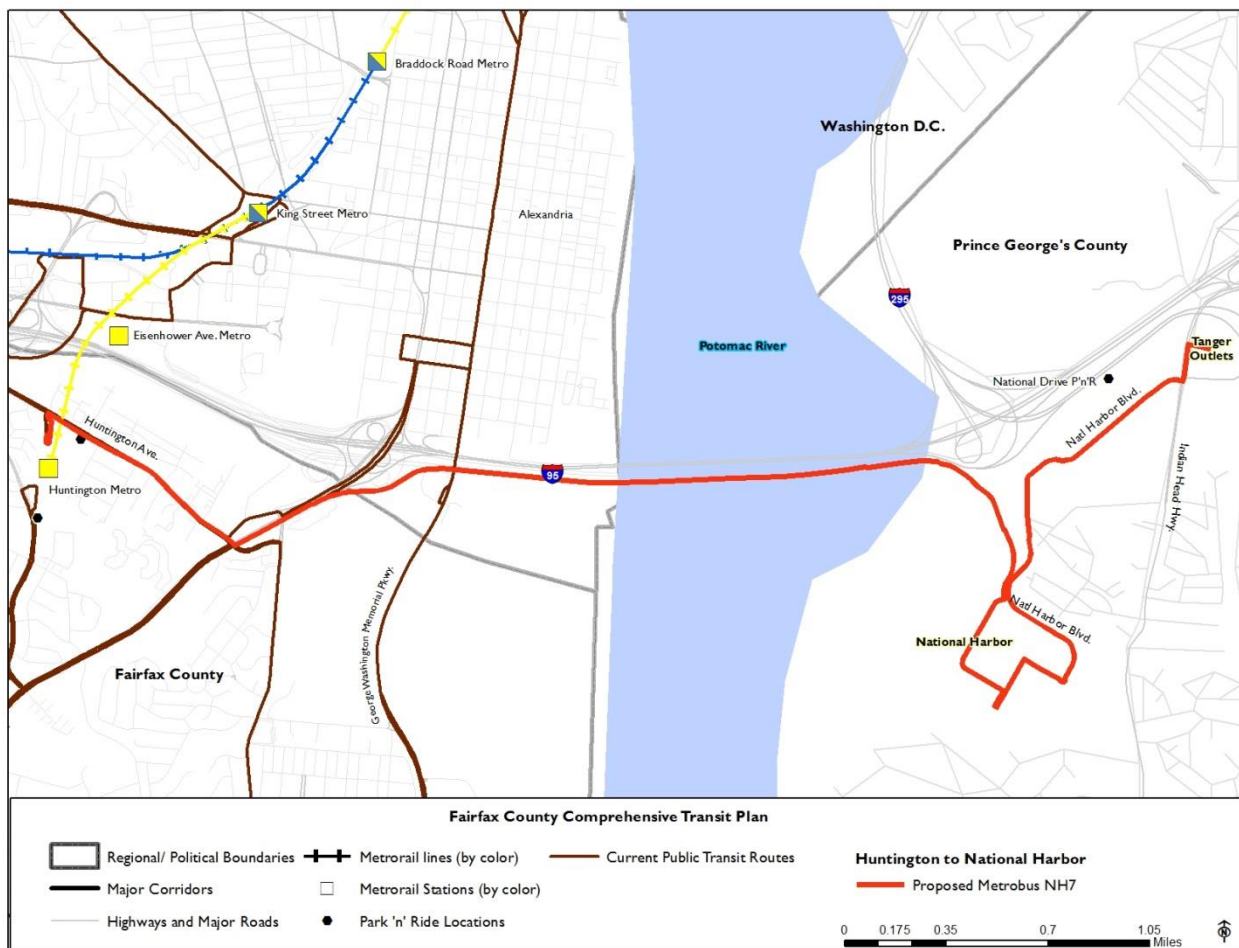 Braddock Road Metro
Washington D.C.
King Street Metro
Alexandria
Prince George's County
295
Eisenhower Ave. Metro
Potomac River
Tanger
Outlets
National Drive P'n'R
Natl Harbor Blvd.
Huntington Ave.
Indian Head Hwy.
95
Huntington Metro
George Washington Memorial Pkwy.
Natl Harbor Blvd.
National Harbor
Fairfax County
Fairfax County Comprehensive Transit Plan
Regional/ Political Boundaries
Metrorail lines (by color)
Current Public Transit Routes
Huntington to National Harbor
Major Corridors
Metrorail Stations (by color)
Proposed Metrobus NH7
Highways and Major Roads
Park 'n' Ride Locations
0 0.175 0.35 0.7 1.05
Miles
N